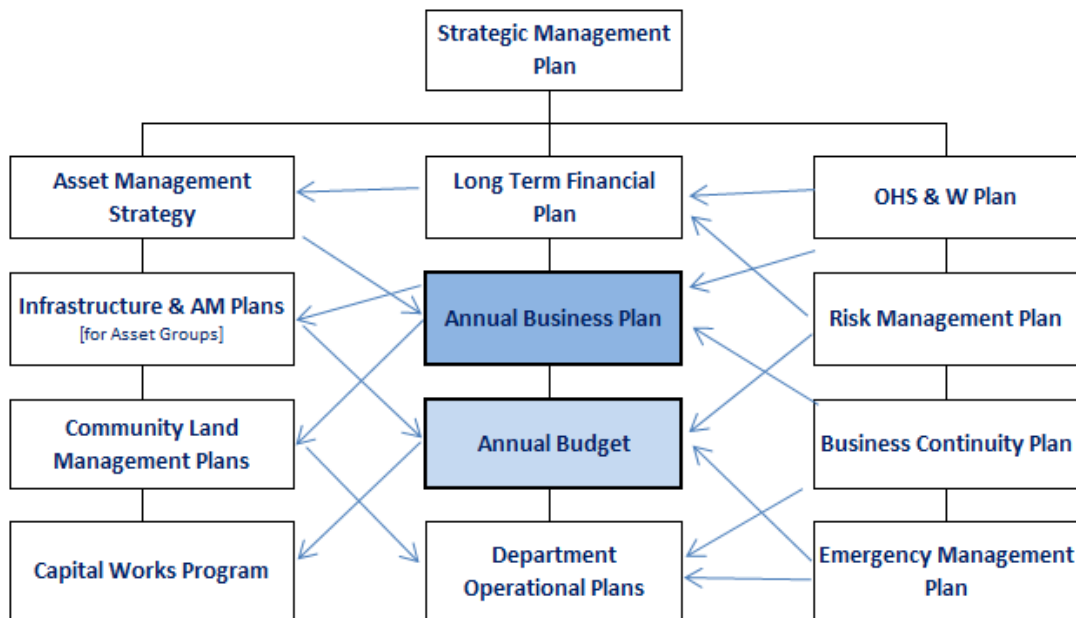 Strategic Management
Plan
Asset Management
Strategy
Long Term Financial
Plan
OHS & W Plan
Infrastructure & AM Plans
[for Asset Groups]
Annual Business Plan
Risk Management Plan
Community Land
Management Plans
Annual Budget
Business Continuity Plan
Capital Works Program
Department
Operational Plans
Emergency Management
Plan